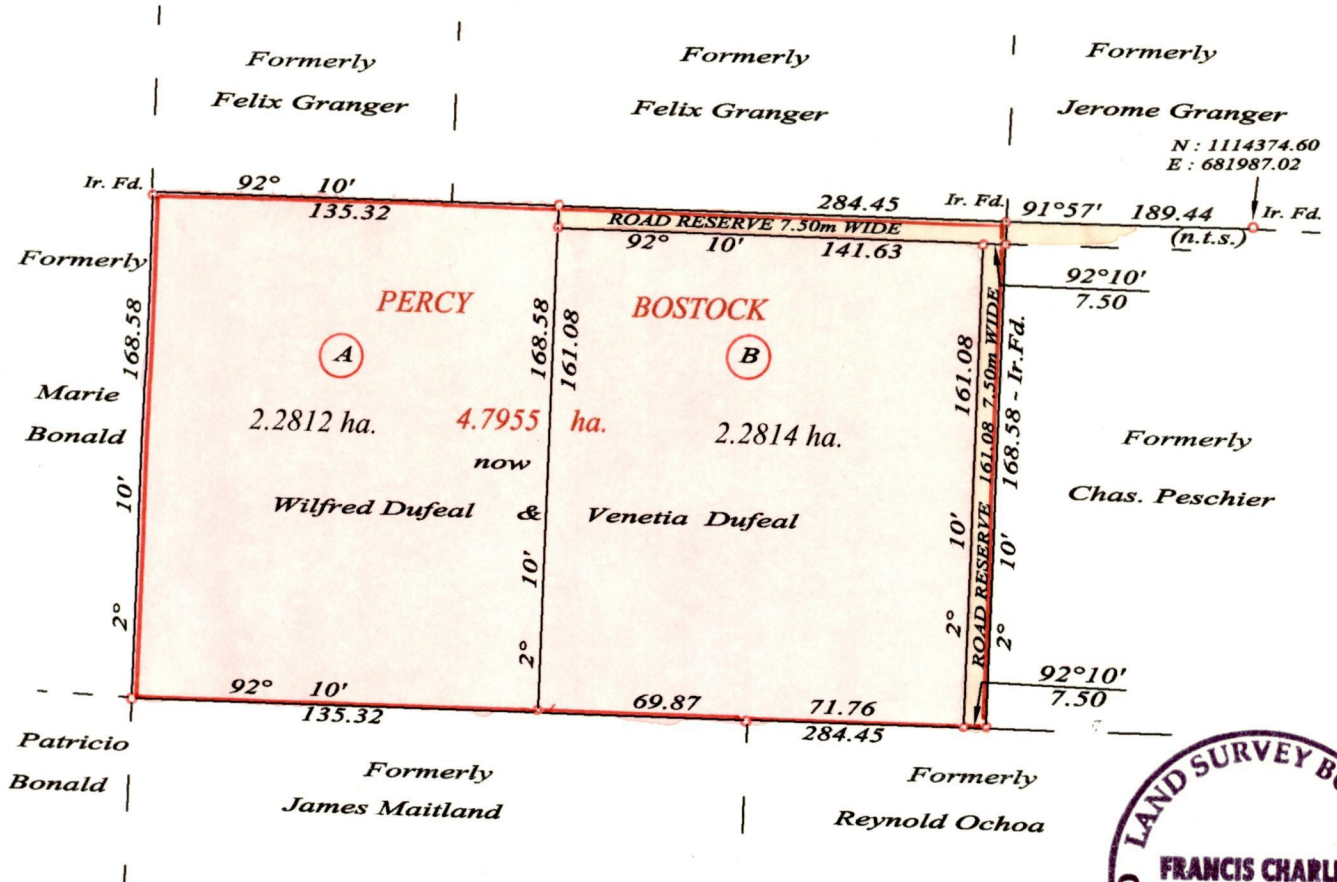 Formerly
Felix Granger
Formerly
Felix Granger
Formerly
Jerome Granger
N : 1114374.60
E : 681987.02
Ir. Fd.
92° 10'
135.32
284.45
Ir. Fd.
91°57' 189.44
(n.t.s.)
Ir. Fd.
ROAD RESERVE 7.50m WIDE
92° 10' 141.63
92°10'
7.50
Formerly
Marie
Bonald
2° 10' 168.58
PERCY BOSTOCK
A
B
2.2812 ha.
4.7955 ha.
2.2814 ha.
now
Wilfred Dufeal & Venetia Dufeal
2° 10' 168.58
161.08
2° 10' 161.08
ROAD RESERVE 161.08 7.50m WIDE
2° 10' 168.58 - Ir.Fd.
Formerly
Chas. Peschier
92° 10'
135.32
69.87
71.76
284.45
92°10'
7.50
Patricio
Bonald
Formerly
James Maitland
Formerly
Reynold Ochoa
LAND SURVEY BO
FRANCIS CHARL